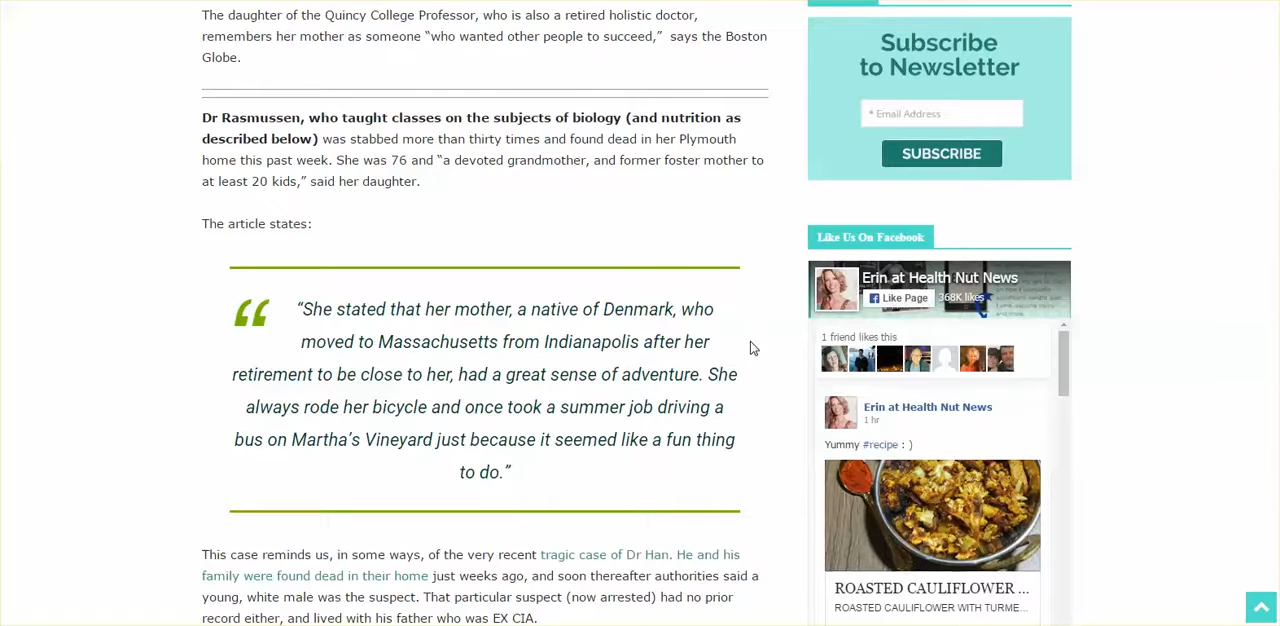 The daughter of the Quincy College Professor, who is also a retired holistic doctor,
remembers her mother as someone “who wanted other people to succeed,”  says the Boston
Globe.
Dr Rasmussen, who taught classes on the subjects of biology (and nutrition as
described below) was stabbed more than thirty times and found dead in her Plymouth
home this past week. She was 76 and “a devoted grandmother, and former foster mother to
at least 20 kids,” said her daughter.
The article states:
“She stated that her mother, a native of Denmark, who
moved to Massachusetts from Indianapolis after her
retirement to be close to her, had a great sense of adventure. She
always rode her bicycle and once took a summer job driving a
bus on Martha’s Vineyard just because it seemed like a fun thing
to do.”
This case reminds us, in some ways, of the very recent tragic case of Dr Han. He and his
family were found dead in their home just weeks ago, and soon thereafter authorities said a
young, white male was the suspect. That particular suspect (now arrested) had no prior
record either, and lived with his father who was EX CIA.
Subscribe
to Newsletter
* Email Address
SUBSCRIBE
Like Us On Facebook
Erin at Health Nut News
Like Page
368K likes
1 friend likes this
Erin at Health Nut News
1 hr
Yummy #recipe : )
ROASTED CAULIFLOWER ...
ROASTED CAULIFLOWER WITH TURME...